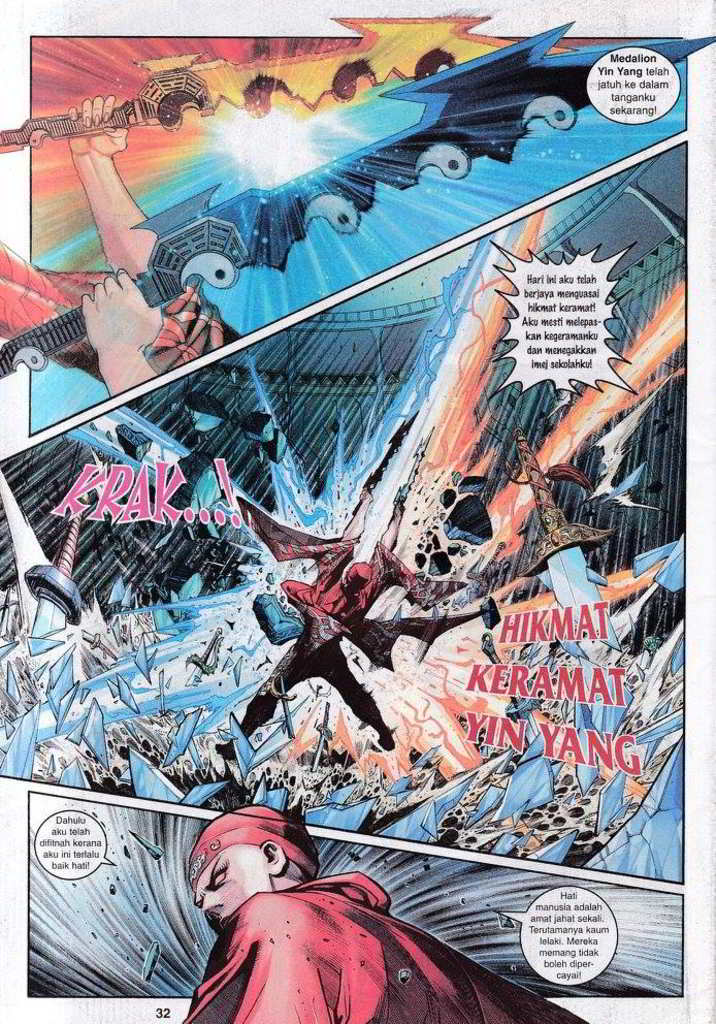 Medalion
Yin Yang telah
jatuh ke dalam
tanganku
sekarang!
Hari ini aku telah
berjaya menguasai
hikmat keramat!
Aku mesti melepas-
kan kegeramanku
dan menegakkan
imej sekolahku!
KRAK...!
HIKMAT
KERAMAT
YIN YANG
Dahulu
aku telah
difitnah kerana
aku ini terlalu
baik hati!
Hati
manusia adalah
amat jahat sekali.
Terutamanya kaum
lelaki. Mereka
memang tidak
boleh diper-
cayai!
32